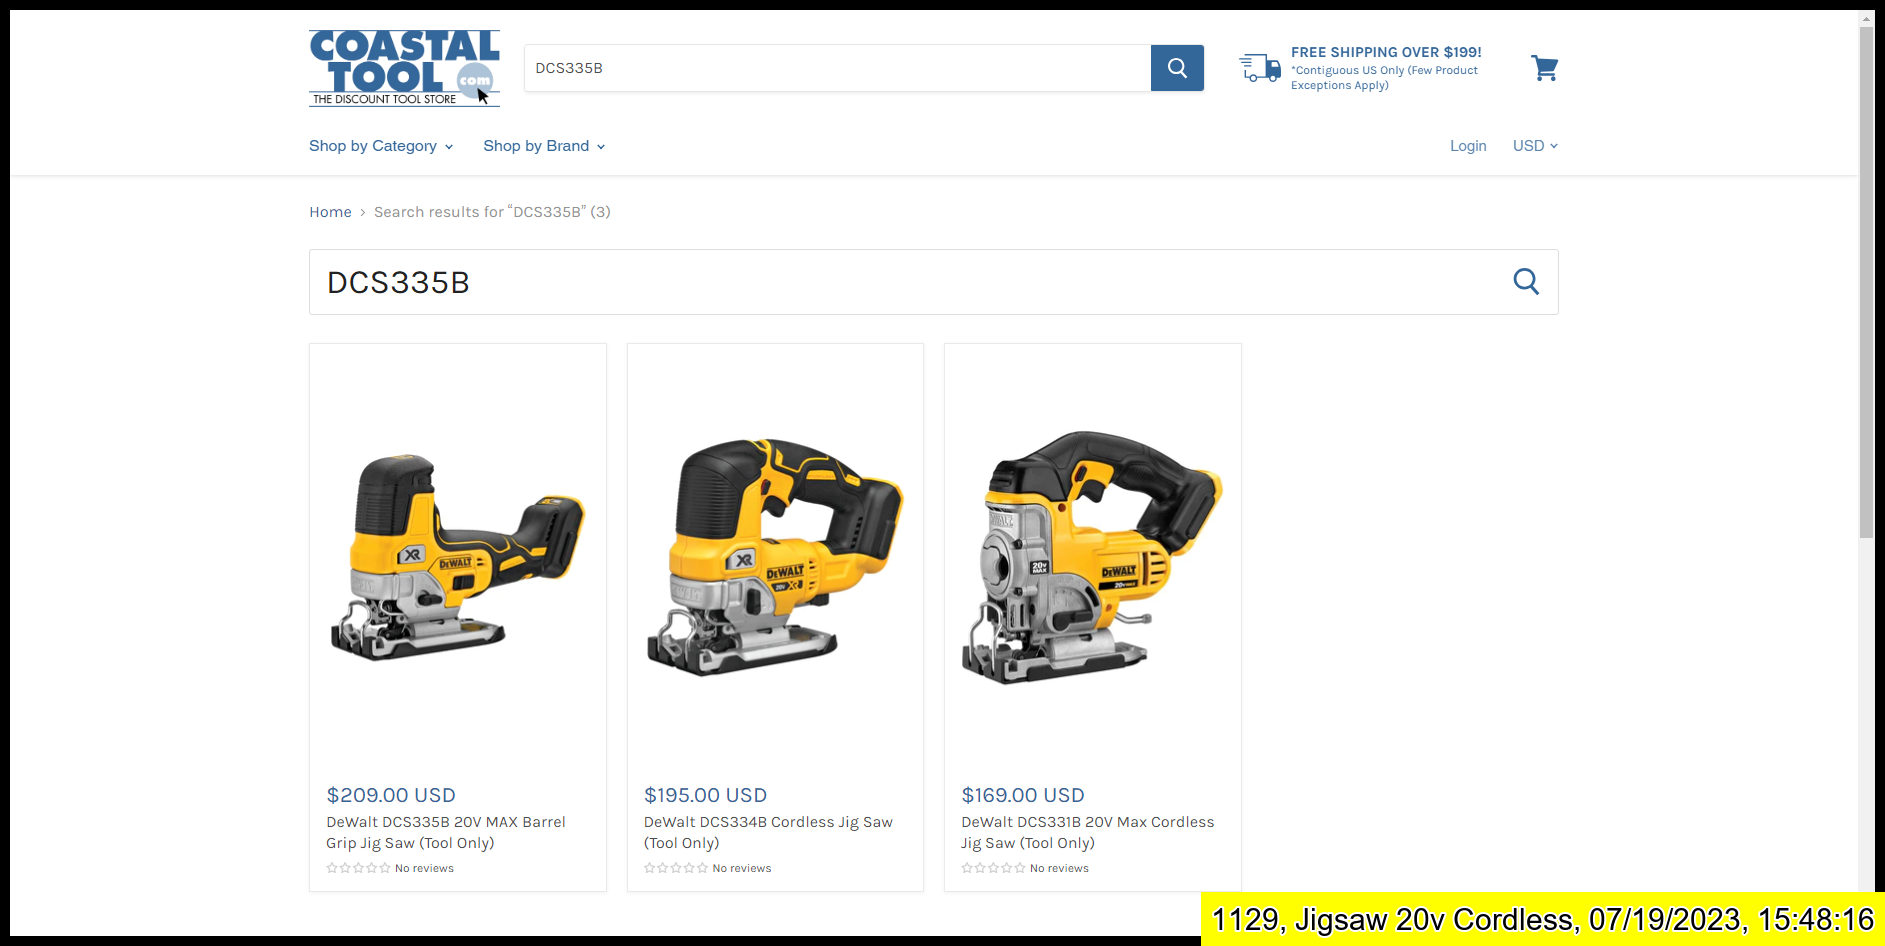 COASTAL
TOOL com
THE DISCOUNT TOOL STORE
DCS335B
FREE SHIPPING OVER $199!
*Contiguous US Only (Few Product
Exceptions Apply)
Shop by Category
Shop by Brand
Login
USD
Home > Search results for “DCS335B” (3)
DCS335B
XR
DEWALT
XR
DEWALT
20V XR
DEWALT
20V
MAX
DEWALT
$209.00 USD
DeWalt DCS335B 20V MAX Barrel
Grip Jig Saw (Tool Only)
No reviews
$195.00 USD
DeWalt DCS334B Cordless Jig Saw
(Tool Only)
No reviews
$169.00 USD
DeWalt DCS331B 20V Max Cordless
Jig Saw (Tool Only)
No reviews
1129, Jigsaw 20v Cordless, 07/19/2023, 15:48:16